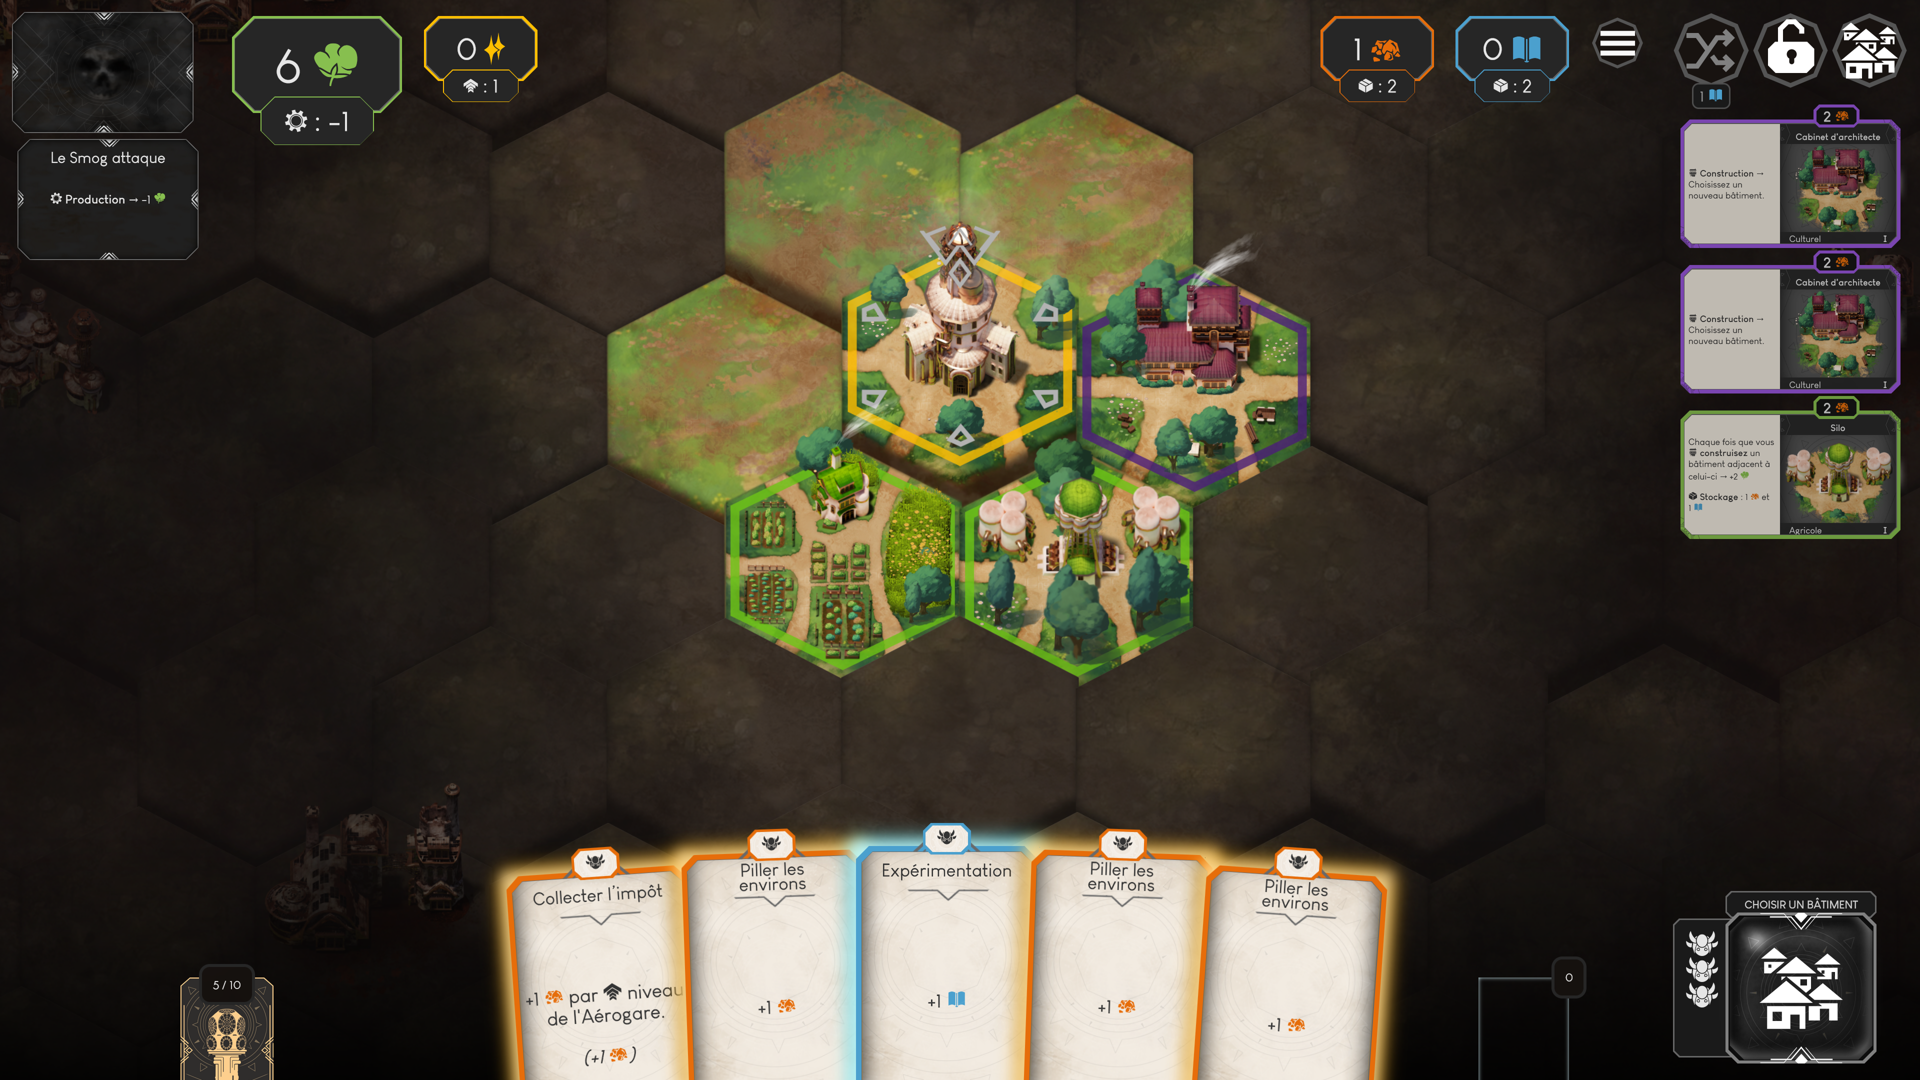 6
: -1
0
: 1
1
: 2
0
: 2
1
Le Smog attaque
Production → -1
2
Cabinet d'architecte
Construction →
Choisissez un
nouveau bâtiment.
Culturel I
2
Cabinet d'architecte
Construction →
Choisissez un
nouveau bâtiment.
Culturel I
2
Silo
Chaque fois que vous
construisez un
bâtiment adjacent à
celui-ci → +2
Stockage : 1 et
1
Agricole I
Collecter l'impôt
+1 par niveau
de l'Aérogare.
(+1 )
Piller les
environs
+1
Expérimentation
+1
Piller les
environs
+1
Piller les
environs
+1
5 / 10
0
CHOISIR UN BÂTIMENT